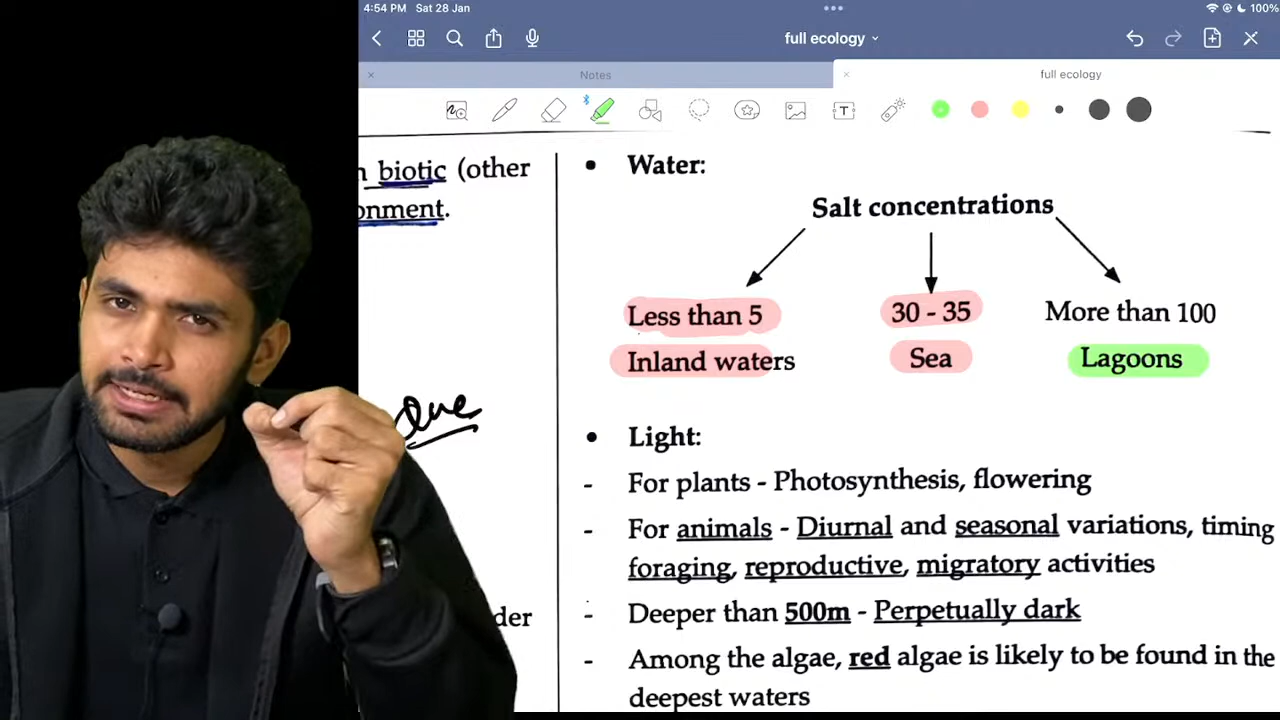 4:54 PM Sat 28 Jan
100%
full ecology
Notes
full ecology
T
n biotic (other
onment.
Que
der
• Water:
Salt concentrations
Less than 5 30 - 35 More than 100
Inland waters Sea Lagoons
• Light:
- For plants - Photosynthesis, flowering
- For animals - Diurnal and seasonal variations, timing
foraging, reproductive, migratory activities
- Deeper than 500m - Perpetually dark
- Among the algae, red algae is likely to be found in the
deepest waters